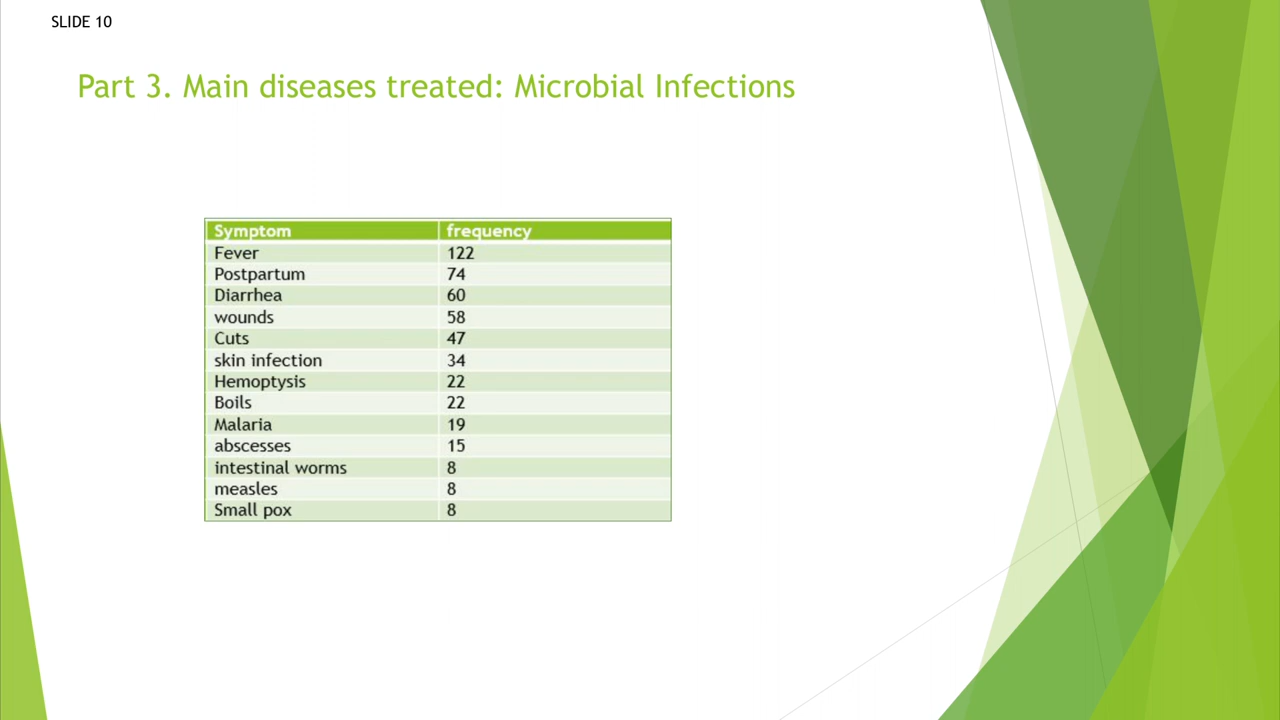 SLIDE 10
Part 3. Main diseases treated: Microbial Infections
Symptom frequency
Fever 122
Postpartum 74
Diarrhea 60
wounds 58
Cuts 47
skin infection 34
Hemoptysis 22
Boils 22
Malaria 19
abscesses 15
intestinal worms 8
measles 8
Small pox 8